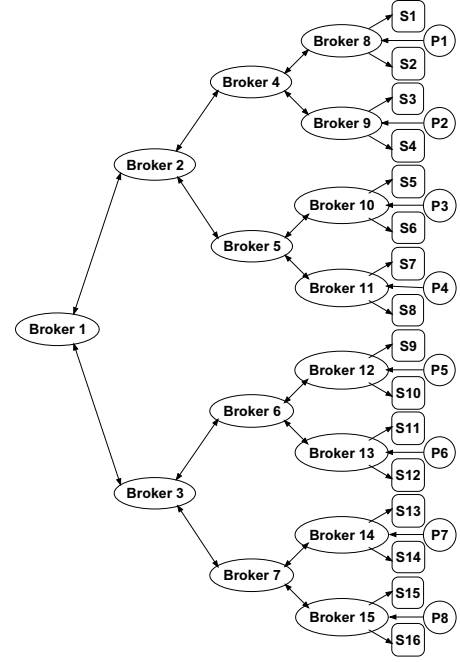 S1
Broker 8
P1
S2
Broker 4
S3
Broker 9
P2
S4
Broker 2
S5
Broker 10
P3
S6
Broker 5
S7
Broker 11
P4
S8
Broker 1
S9
Broker 12
P5
S10
Broker 6
S11
Broker 13
P6
S12
Broker 3
S13
Broker 14
P7
S14
Broker 7
S15
Broker 15
P8
S16